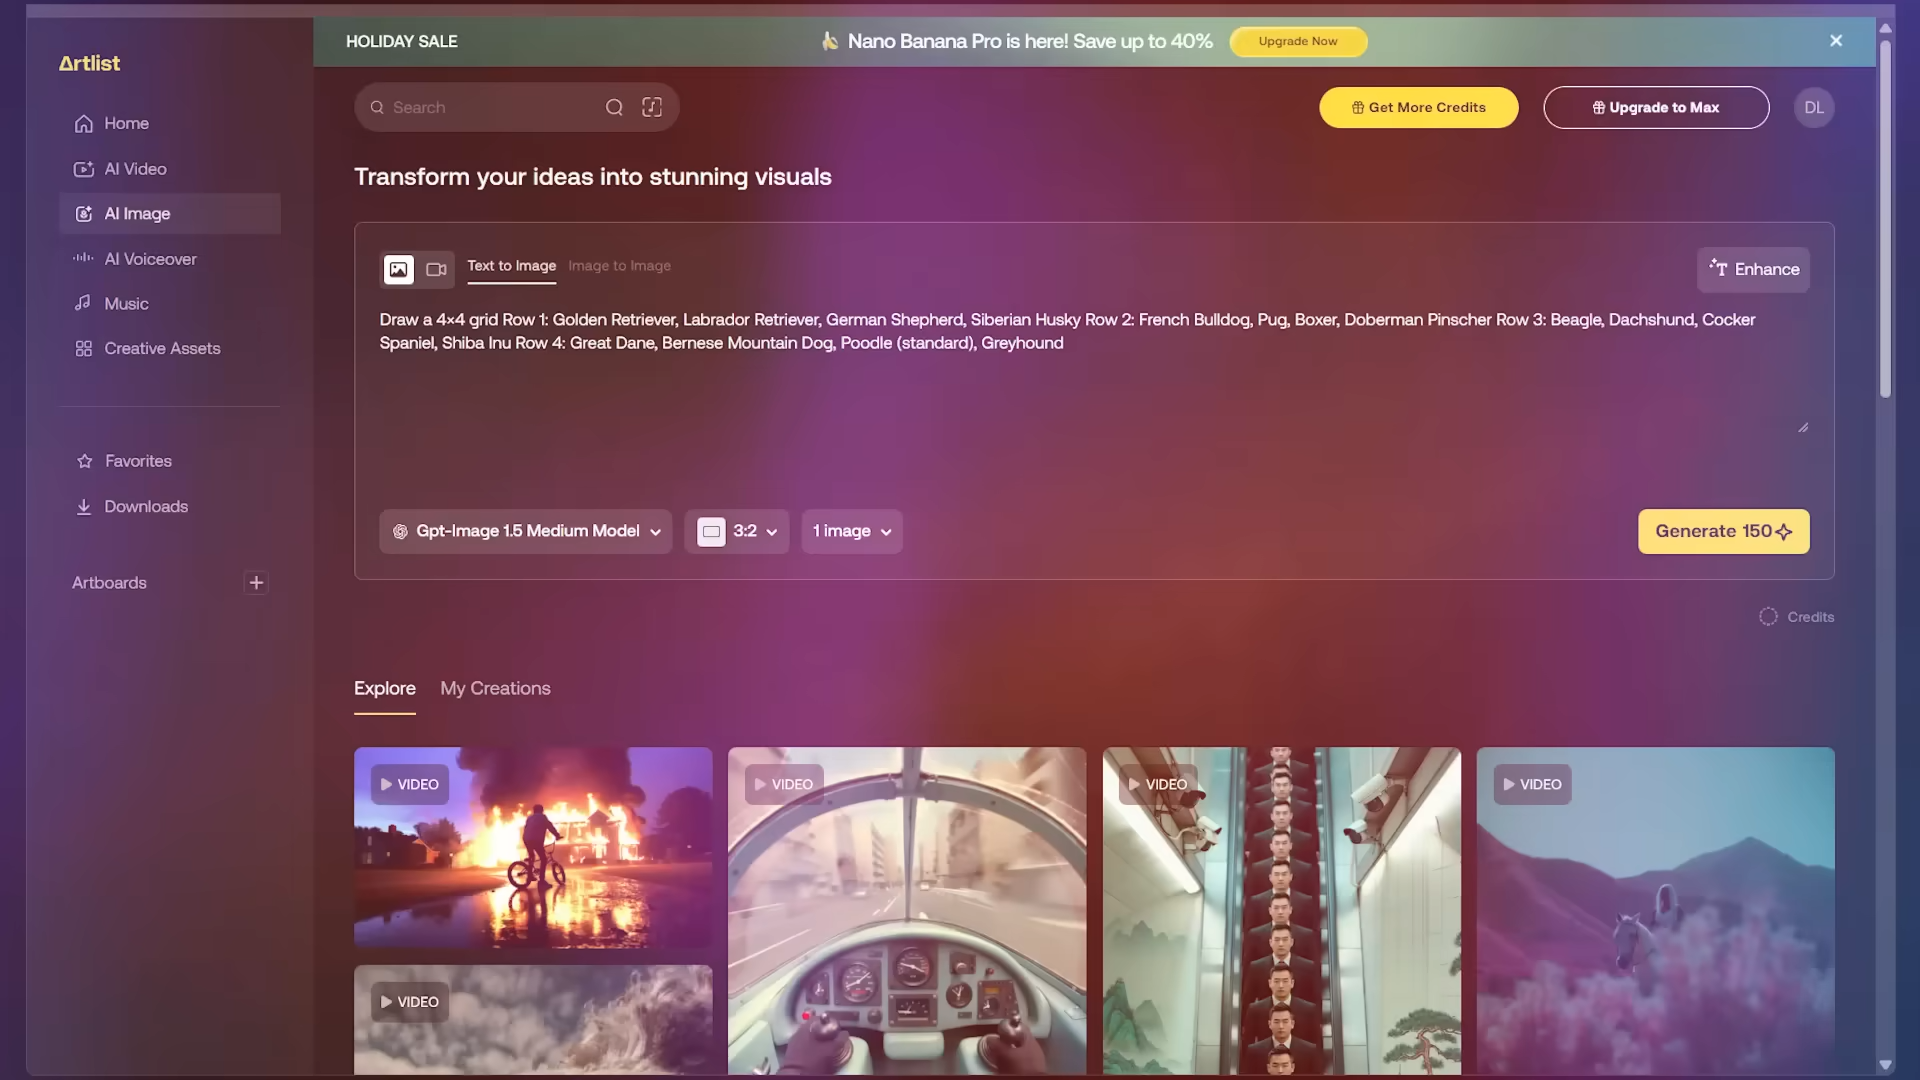 HOLIDAY SALE
Nano Banana Pro is here! Save up to 40%
Upgrade Now
Artlist
Home
AI Video
AI Image
AI Voiceover
Music
Creative Assets
Favorites
Downloads
Artboards
Search
Get More Credits
Upgrade to Max
DL
Transform your ideas into stunning visuals
Text to Image
Image to Image
Enhance
Draw a 4×4 grid Row 1: Golden Retriever, Labrador Retriever, German Shepherd, Siberian Husky Row 2: French Bulldog, Pug, Boxer, Doberman Pinscher Row 3: Beagle, Dachshund, Cocker
Spaniel, Shiba Inu Row 4: Great Dane, Bernese Mountain Dog, Poodle (standard), Greyhound
Gpt-Image 1.5 Medium Model
3:2
1 image
Generate 150
Credits
Explore
My Creations
VIDEO
VIDEO
VIDEO
VIDEO
VIDEO